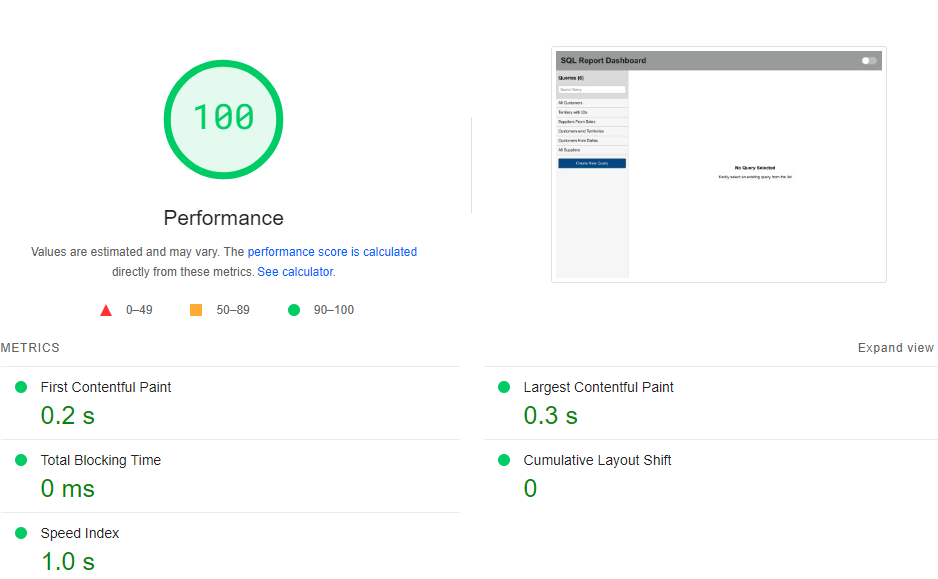 100
Performance
Values are estimated and may vary. The performance score is calculated
directly from these metrics. See calculator.
0–49
50–89
90–100
SQL Report Dashboard
Queries (6)
Search Query
All Customers
Territory with IDs
Suppliers From Sales
Customers and Territories
Customers from Dallas
All Suppliers
Create New Query
No Query Selected
Kindly select an existing query from the list
METRICS
Expand view
First Contentful Paint
0.2 s
Largest Contentful Paint
0.3 s
Total Blocking Time
0 ms
Cumulative Layout Shift
0
Speed Index
1.0 s